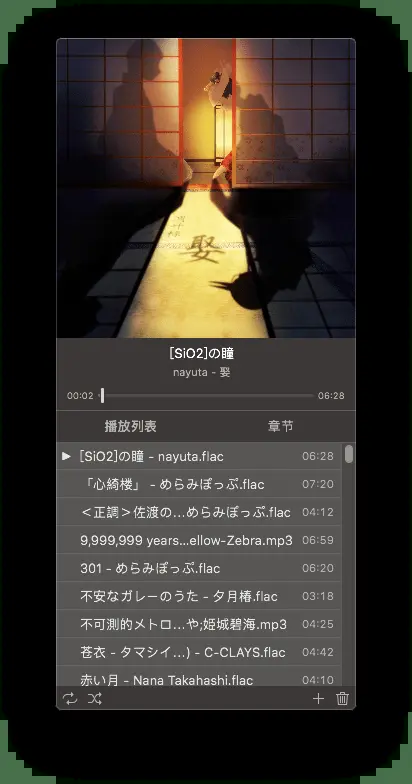 娶
[SiO2]の瞳
nayuta - 娶
00:02
06:28
播放列表
章节
▶ [SiO2]の瞳 - nayuta.flac 06:28
「心綺楼」 - めらみぽっぷ.flac 07:20
＜正調＞佐渡の...めらみぽっぷ.flac 04:12
9,999,999 years...ellow-Zebra.mp3 06:59
301 - めらみぽっぷ.flac 06:20
不安なガレーのうた - 夕月椿.flac 03:18
不可測的メトロ...や;姫城碧海.mp3 04:25
苍衣 - タマシイ...) - C-CLAYS.flac 04:42
赤い月 - Nana Takahashi.flac 04:10